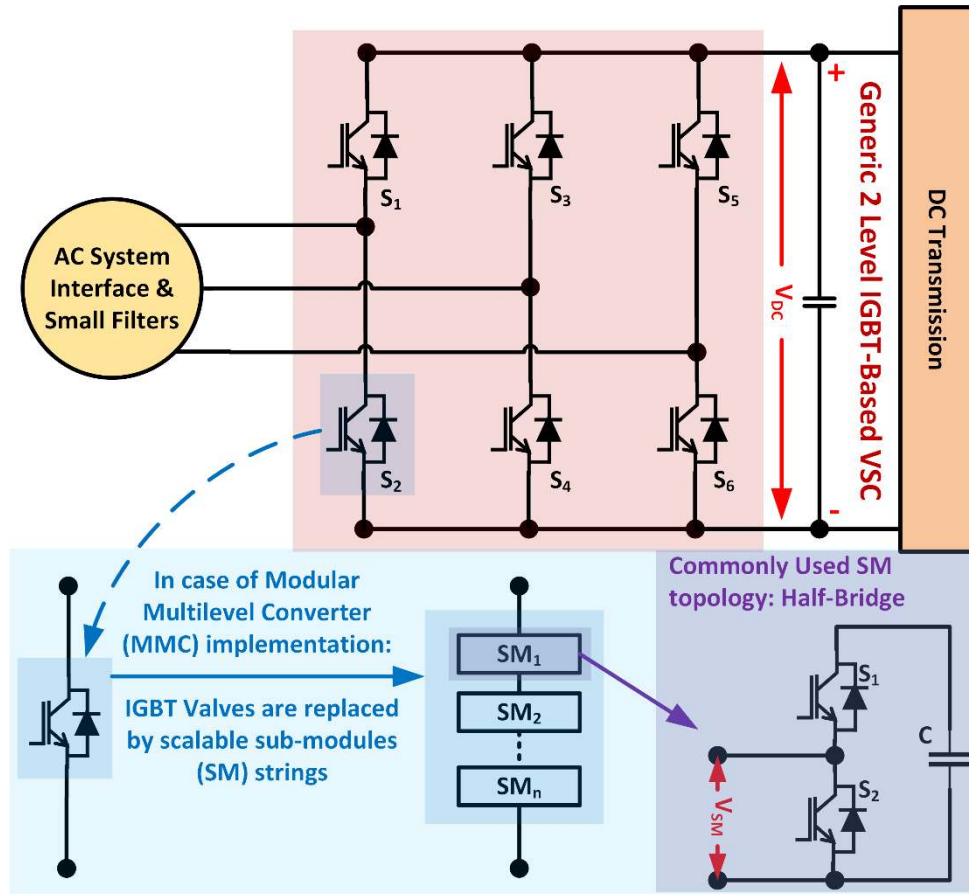 S1
S3
S5
AC System
Interface &
Small Filters
S2
S4
S6
VDC
+
-
Generic 2 Level IGBT-Based VSC
DC Transmission
In case of Modular
Multilevel Converter
(MMC) implementation:
IGBT Valves are replaced
by scalable sub-modules
(SM) strings
SM1
SM2
SMn
Commonly Used SM
topology: Half-Bridge
S1
C
S2
VSM